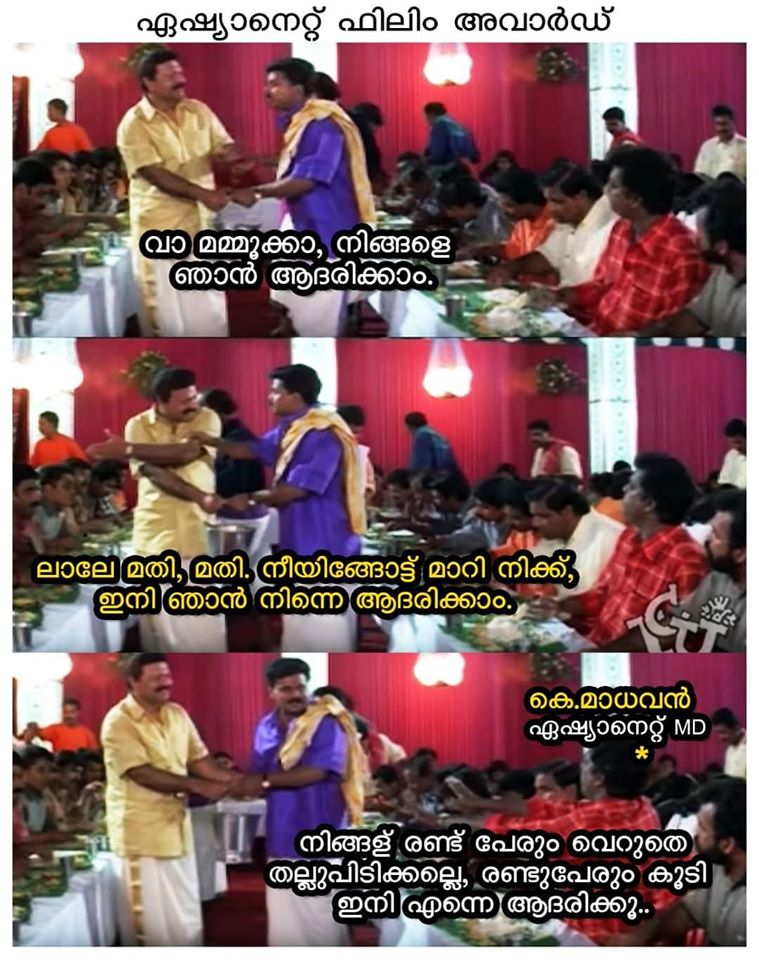 ഏഷ്യാനെറ്റ് ഫിലിം അവാർഡ്
വാ മമ്മൂക്കാ, നിങ്ങളെ
ഞാൻ ആദരിക്കാം.
ലാലേ മതി, മതി. നീയിങ്ങോട്ട് മാറി നിക്ക്,
ഇനി ഞാൻ നിന്നെ ആദരിക്കാം.
ICU
കെ.മാധവൻ
ഏഷ്യാനെറ്റ് MD
*
നിങ്ങള് രണ്ട് പേരും വെറുതെ
തല്ലുപിടിക്കല്ലെ, രണ്ടുപേരും കൂടി
ഇനി എന്നെ ആദരിക്കൂ..